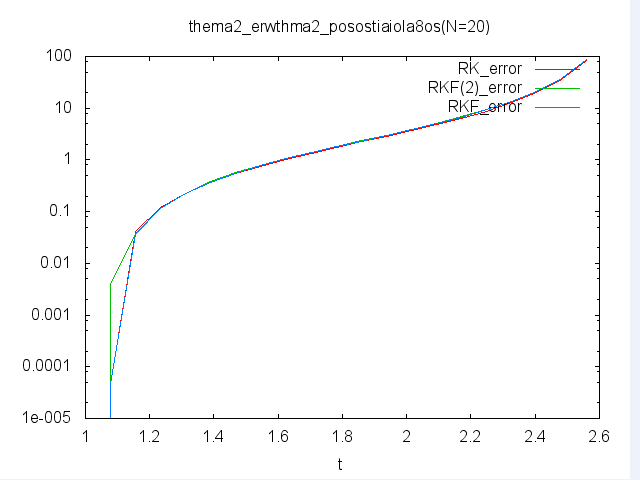 thema2_erwthma2_posostiaiola8os(N=20)
100
10
1
0.1
0.01
0.001
0.0001
1e-005
RK_error
RKF(2)_error
RKF_error
1 1.2 1.4 1.6 1.8 2 2.2 2.4 2.6
t